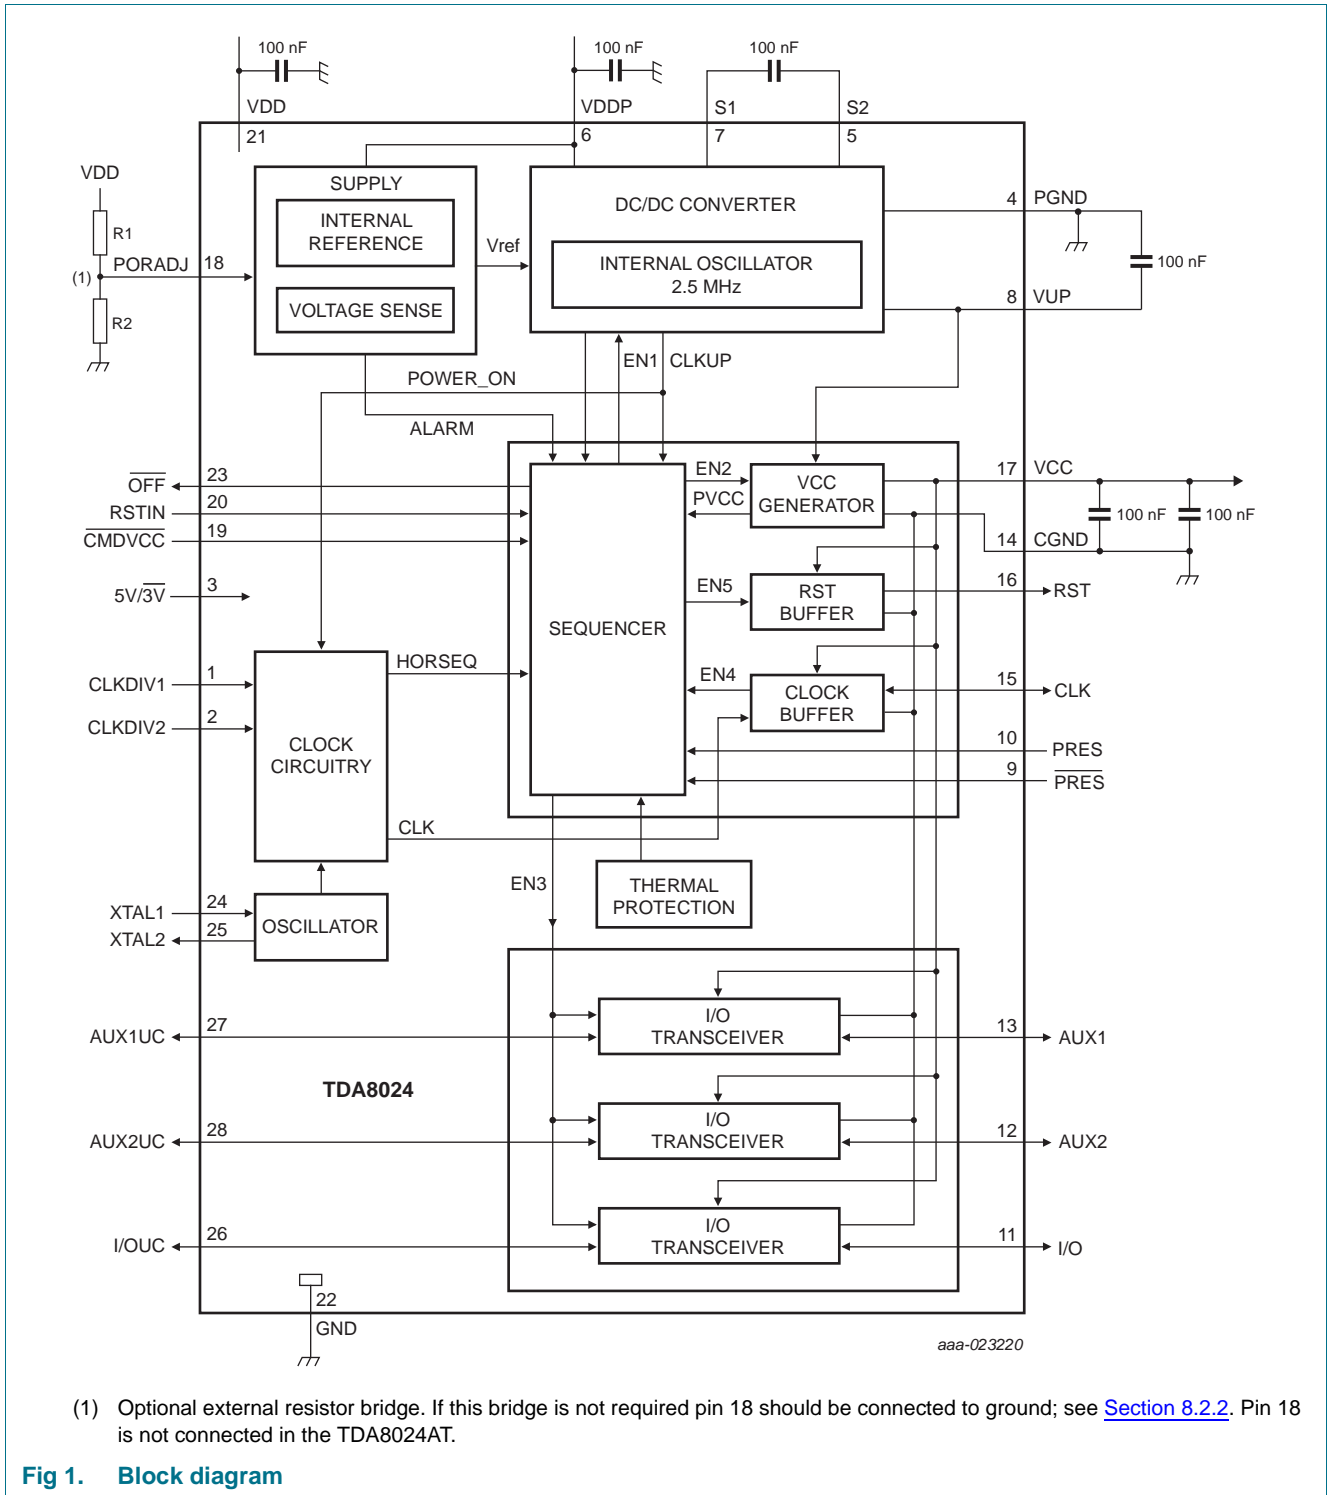 100 nF
100 nF
100 nF
VDD
VDDP
S1
S2
21
6
7
5
VDD
SUPPLY
INTERNAL
REFERENCE
VOLTAGE SENSE
DC/DC CONVERTER
INTERNAL OSCILLATOR
2.5 MHz
Vref
4
PGND
100 nF
8
VUP
R1
(1)
PORADJ
18
R2
EN1
CLKUP
POWER_ON
ALARM
OFF
23
RSTIN
20
CMDVCC
19
5V/3V
3
SEQUENCER
EN2
PVCC
VCC
GENERATOR
17
VCC
100 nF
100 nF
14
CGND
EN5
RST
BUFFER
16
RST
HORSEQ
CLKDIV1
1
CLKDIV2
2
CLOCK
CIRCUITRY
EN4
CLOCK
BUFFER
15
CLK
10
PRES
9
PRES
CLK
EN3
THERMAL
PROTECTION
XTAL1
24
XTAL2
25
OSCILLATOR
AUX1UC
27
I/O
TRANSCEIVER
13
AUX1
TDA8024
AUX2UC
28
I/O
TRANSCEIVER
12
AUX2
I/OUC
26
I/O
TRANSCEIVER
11
I/O
22
GND
aaa-023220
(1) Optional external resistor bridge. If this bridge is not required pin 18 should be connected to ground; see Section 8.2.2. Pin 18
is not connected in the TDA8024AT.
Fig 1. Block diagram